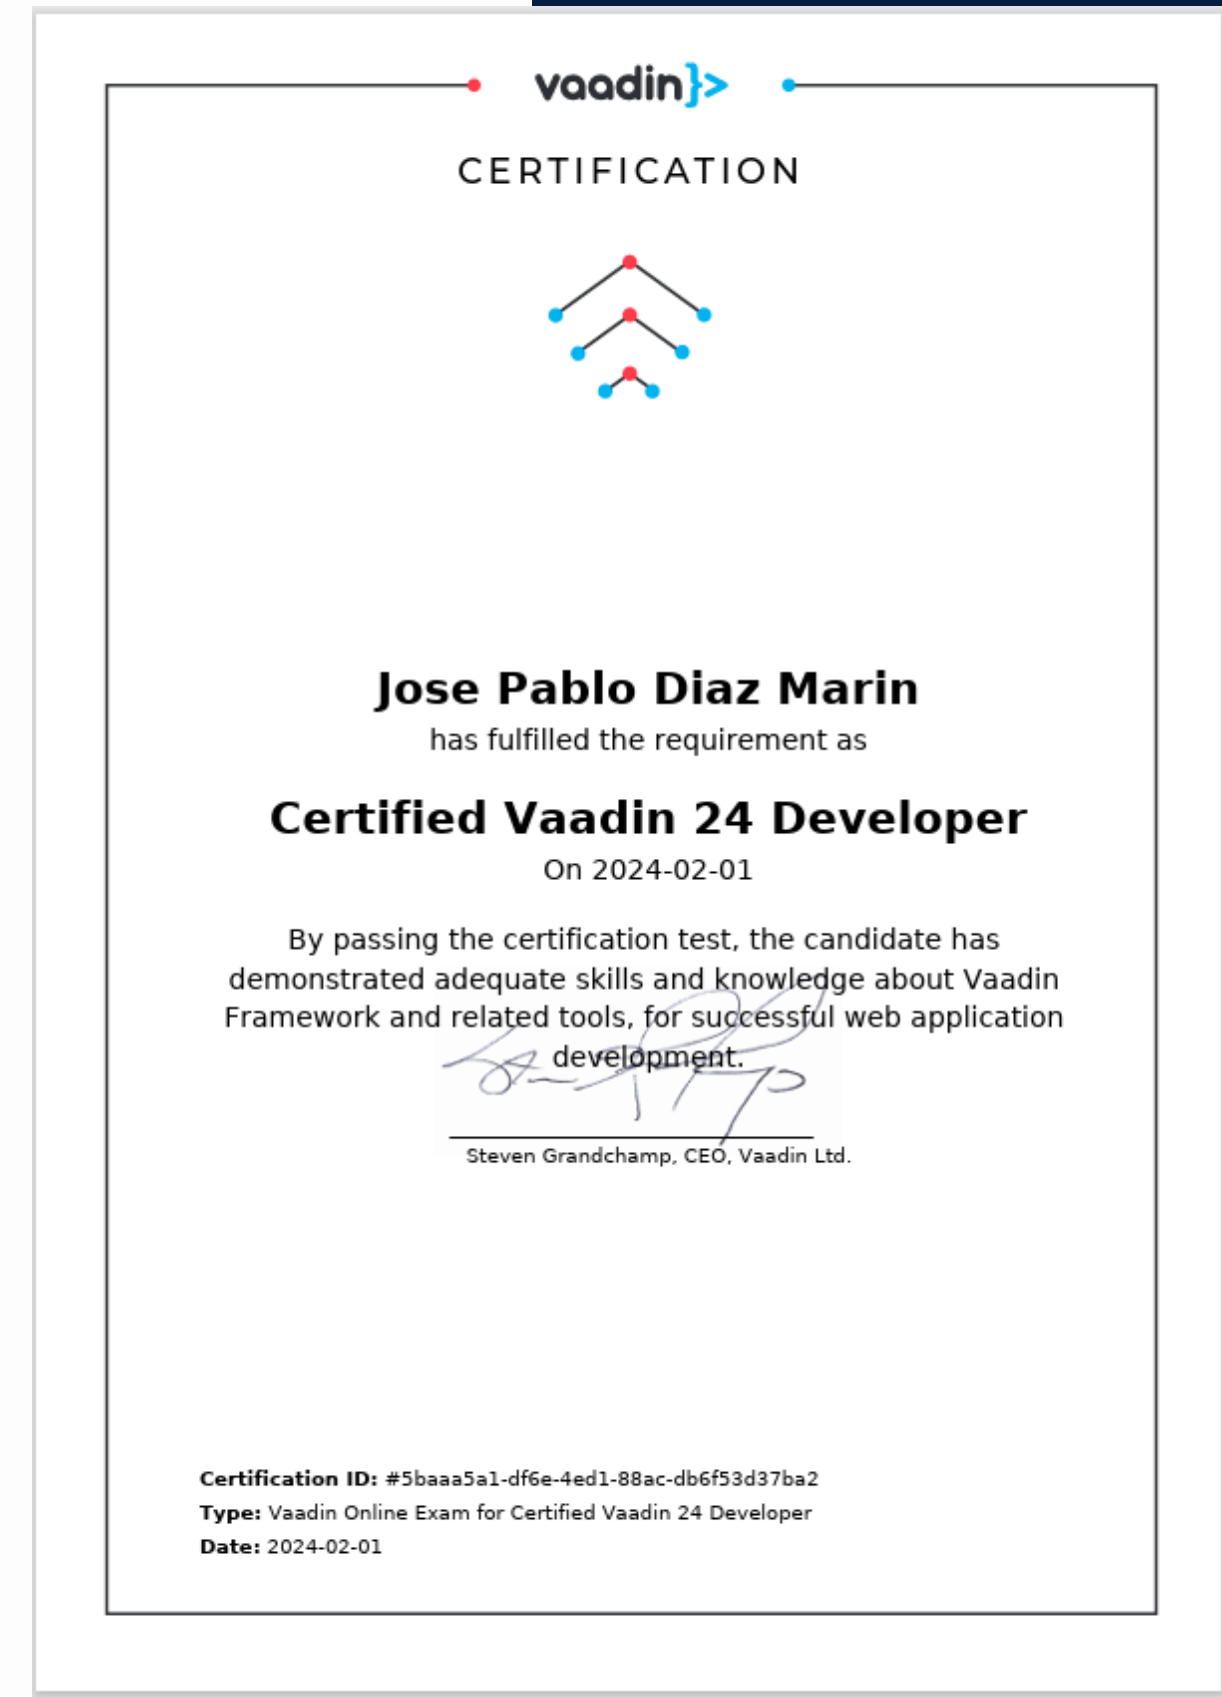 vaadin}>
CERTIFICATION
Jose Pablo Diaz Marin
has fulfilled the requirement as
Certified Vaadin 24 Developer
On 2024-02-01
By passing the certification test, the candidate has
demonstrated adequate skills and knowledge about Vaadin
Framework and related tools, for successful web application
development.
Steven Grandchamp, CEO, Vaadin Ltd.
Certification ID: #5baaa5a1-df6e-4ed1-88ac-db6f53d37ba2
Type: Vaadin Online Exam for Certified Vaadin 24 Developer
Date: 2024-02-01